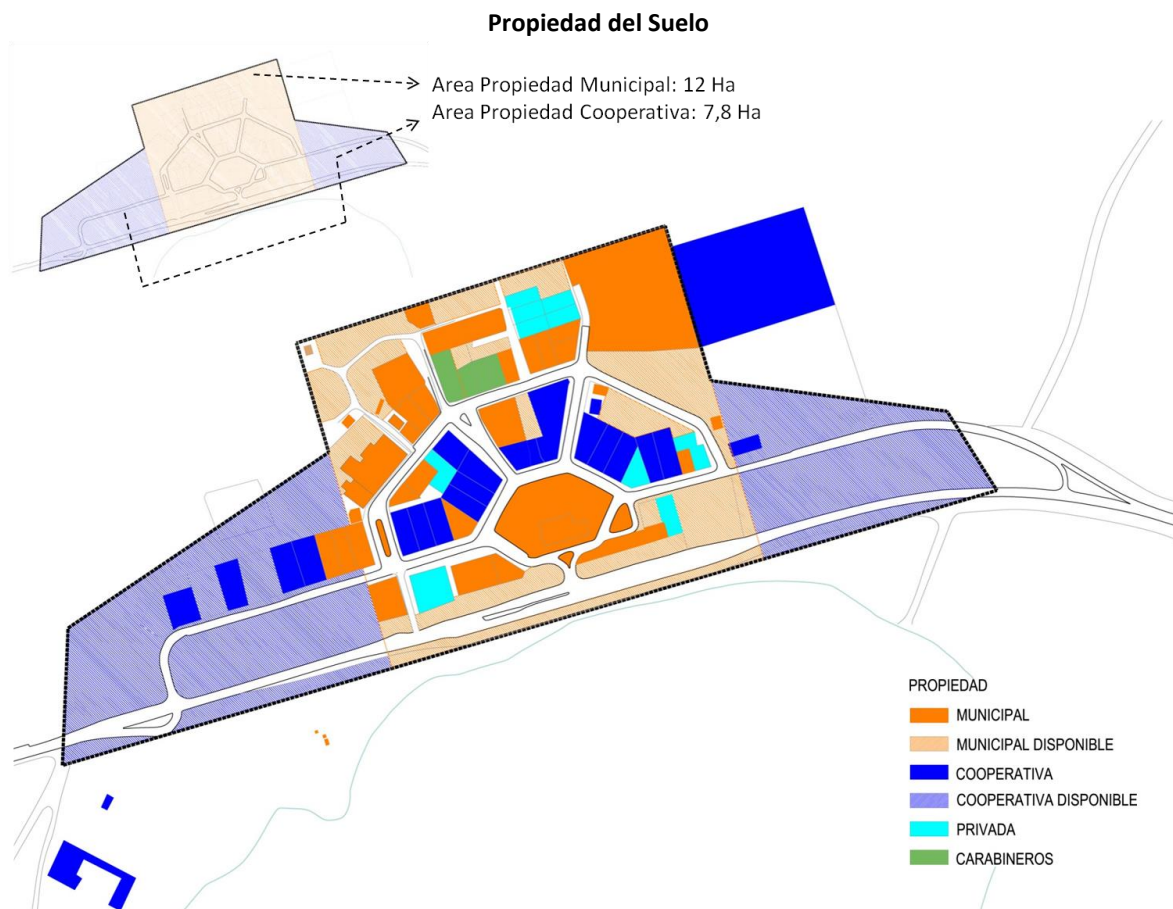 Propiedad del Suelo
Area Propiedad Municipal: 12 Ha
Area Propiedad Cooperativa: 7,8 Ha
PROPIEDAD
MUNICIPAL
MUNICIPAL DISPONIBLE
COOPERATIVA
COOPERATIVA DISPONIBLE
PRIVADA
CARABINEROS